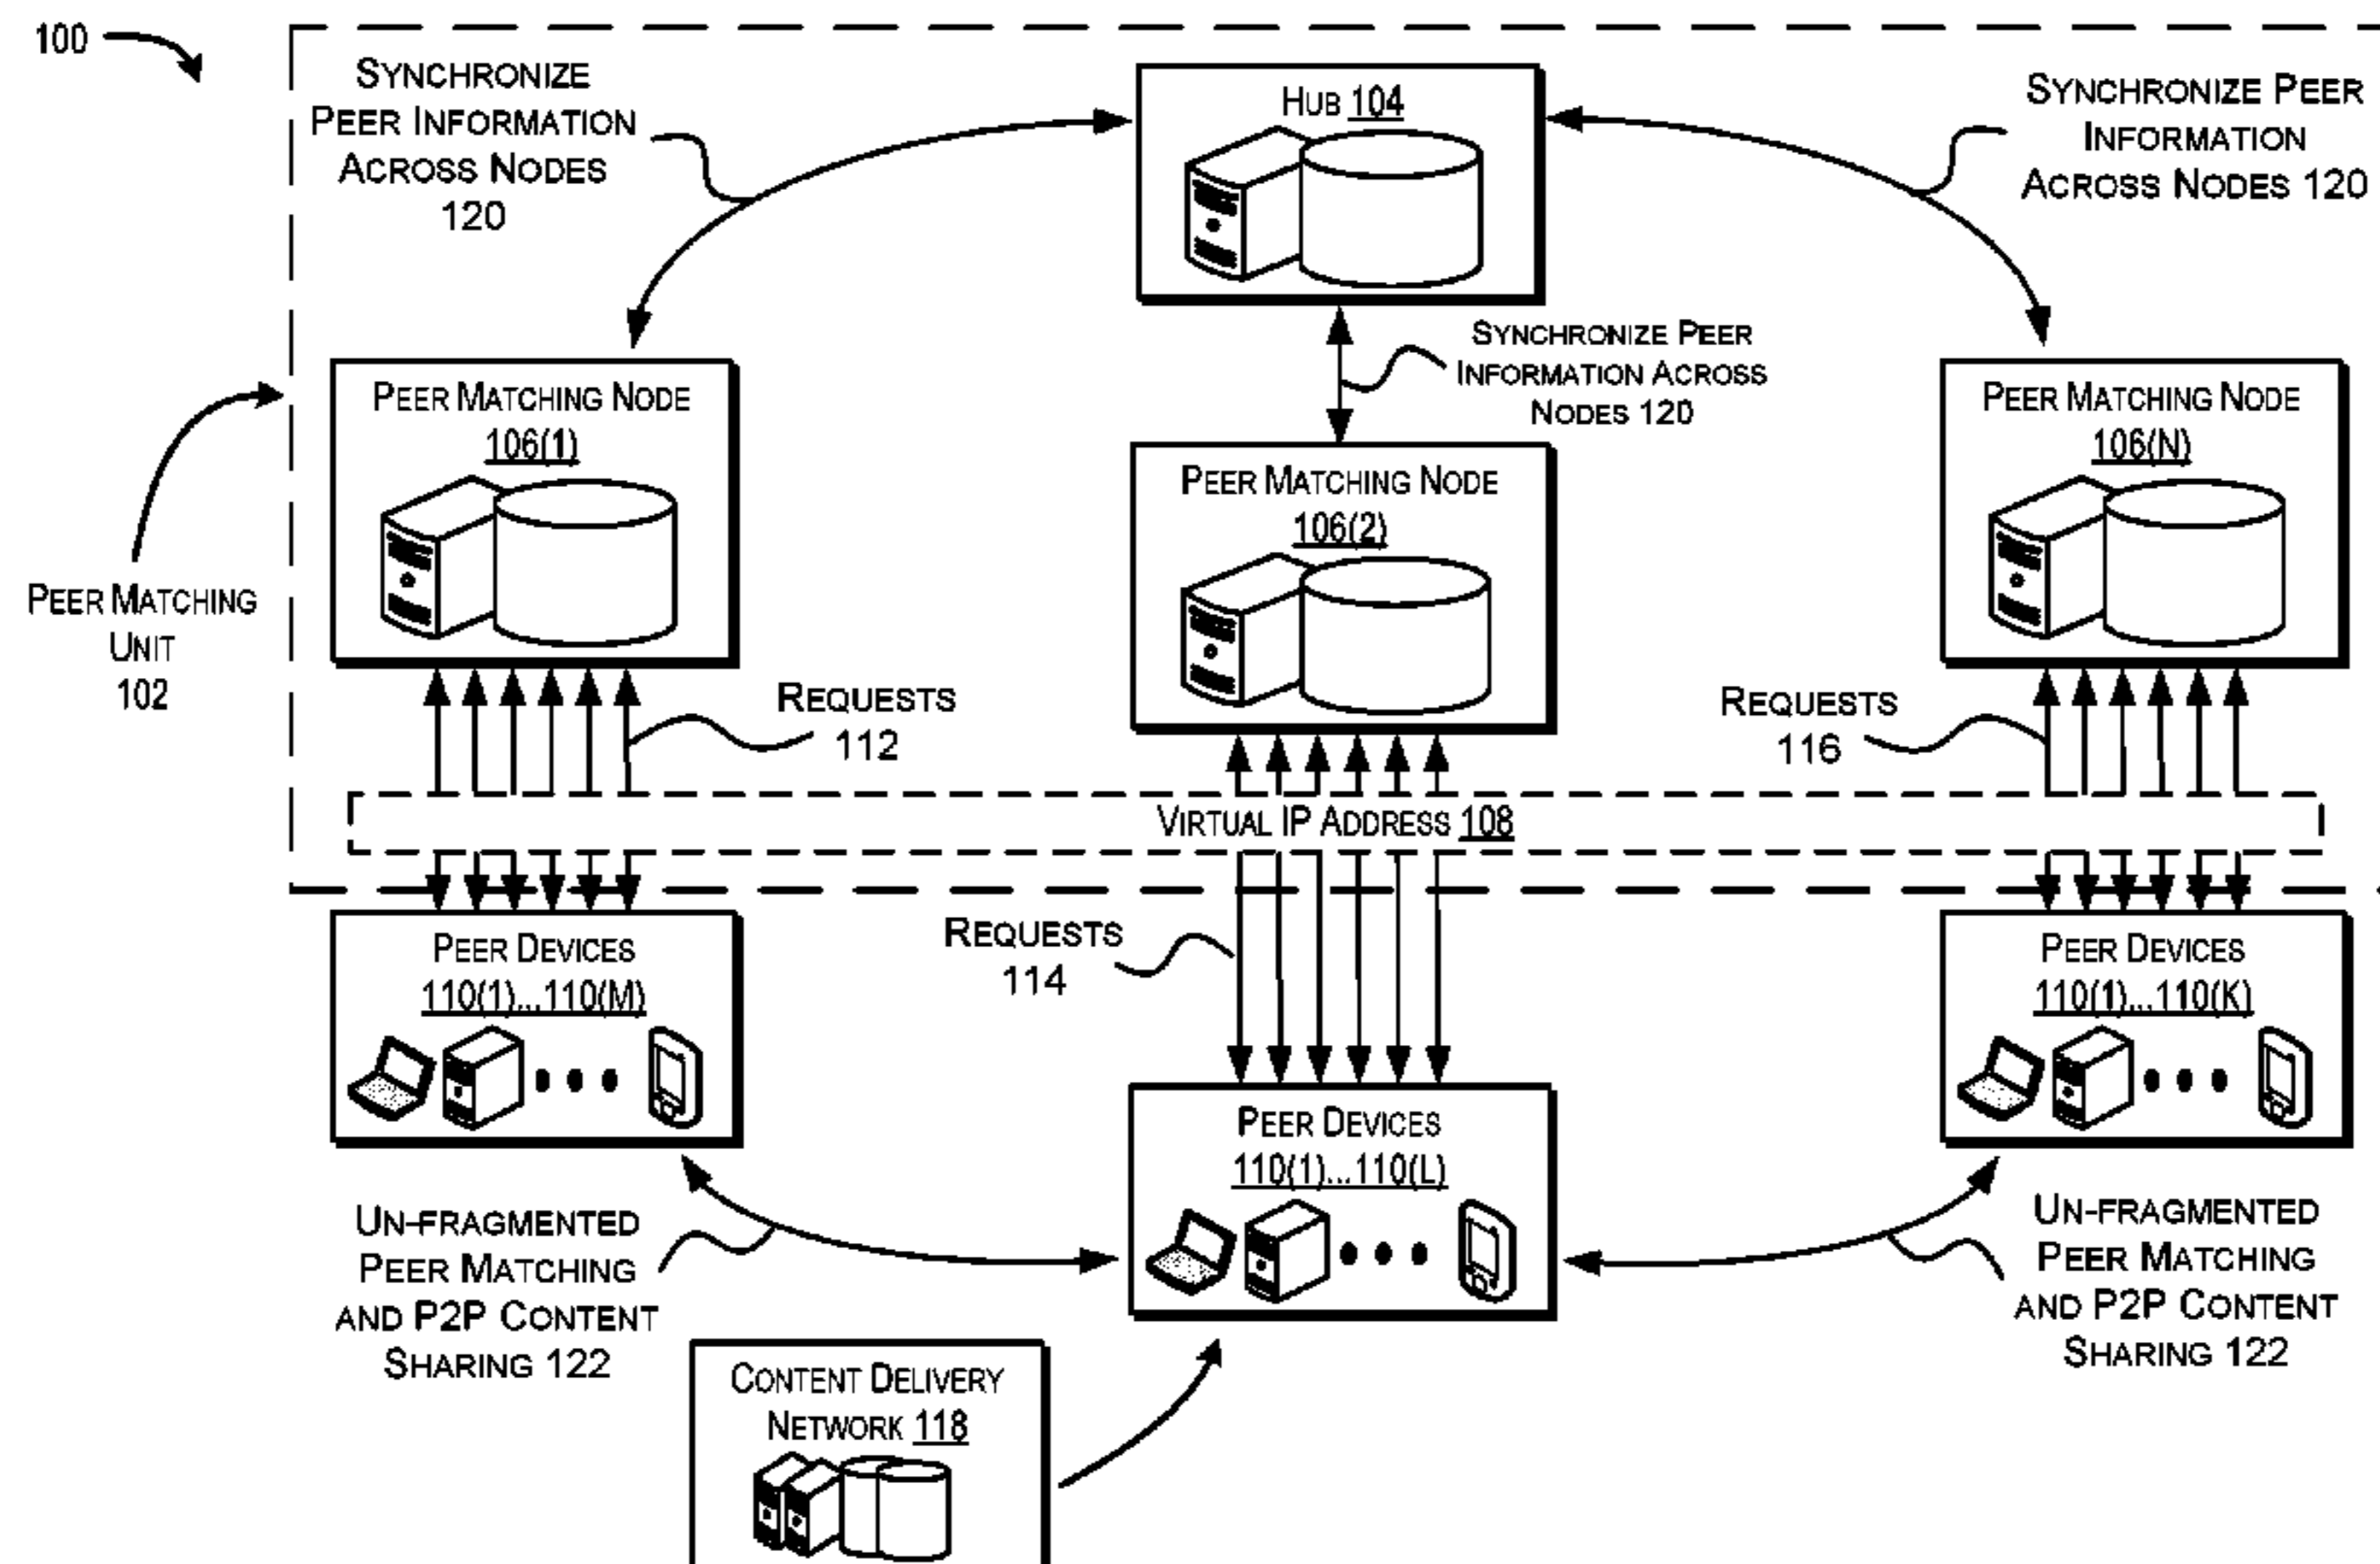 100
SYNCHRONIZE
PEER INFORMATION
ACROSS NODES
120
HUB 104
SYNCHRONIZE PEER
INFORMATION
ACROSS NODES 120
SYNCHRONIZE PEER
INFORMATION ACROSS
NODES 120
PEER MATCHING NODE
106(1)
PEER MATCHING NODE
106(2)
PEER MATCHING NODE
106(N)
PEER MATCHING
UNIT
102
REQUESTS
112
REQUESTS
116
VIRTUAL IP ADDRESS 108
REQUESTS
114
PEER DEVICES
110(1)...110(M)
PEER DEVICES
110(1)...110(L)
PEER DEVICES
110(1)...110(K)
UN-FRAGMENTED
PEER MATCHING
AND P2P CONTENT
SHARING 122
UN-FRAGMENTED
PEER MATCHING
AND P2P CONTENT
SHARING 122
CONTENT DELIVERY
NETWORK 118